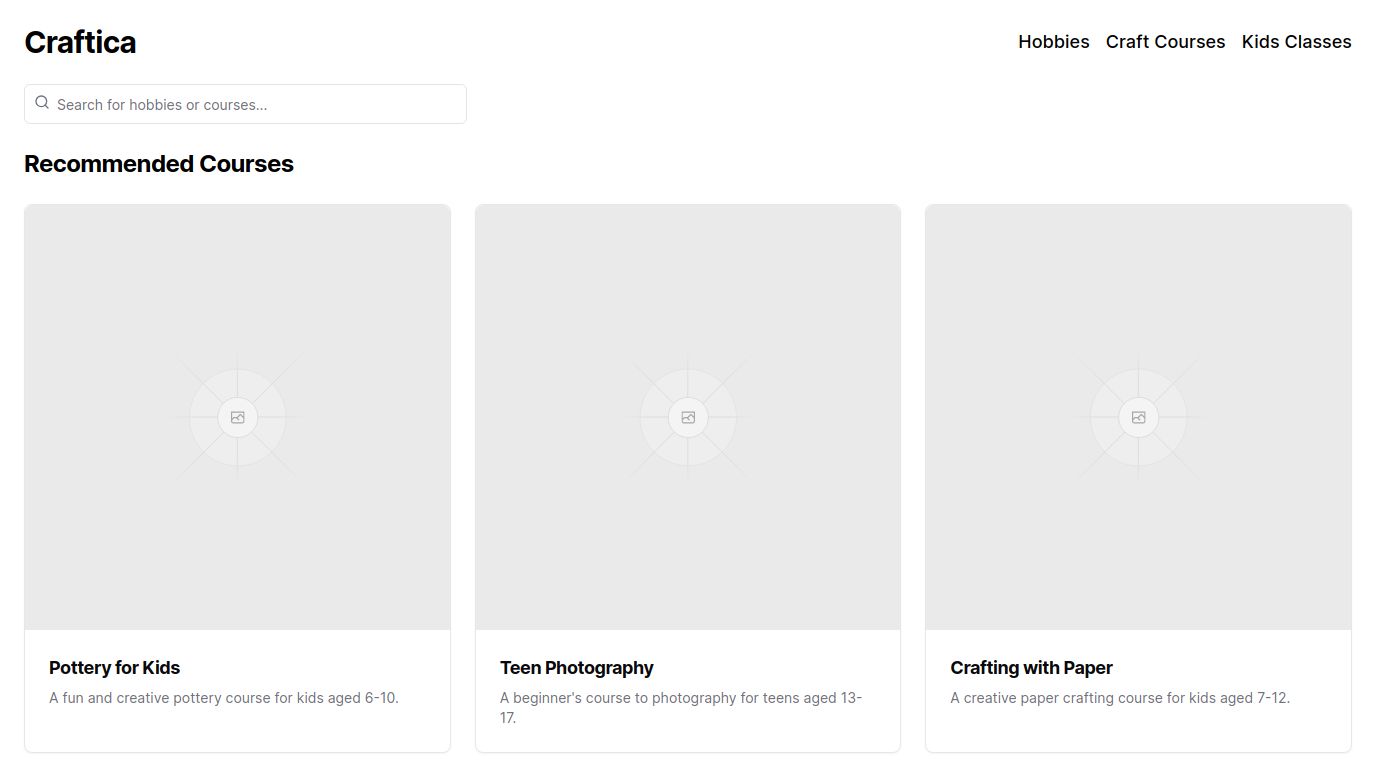 Craftica
Hobbies Craft Courses Kids Classes
Search for hobbies or courses...
Recommended Courses
Pottery for Kids
A fun and creative pottery course for kids aged 6-10.
Teen Photography
A beginner's course to photography for teens aged 13-
17.
Crafting with Paper
A creative paper crafting course for kids aged 7-12.